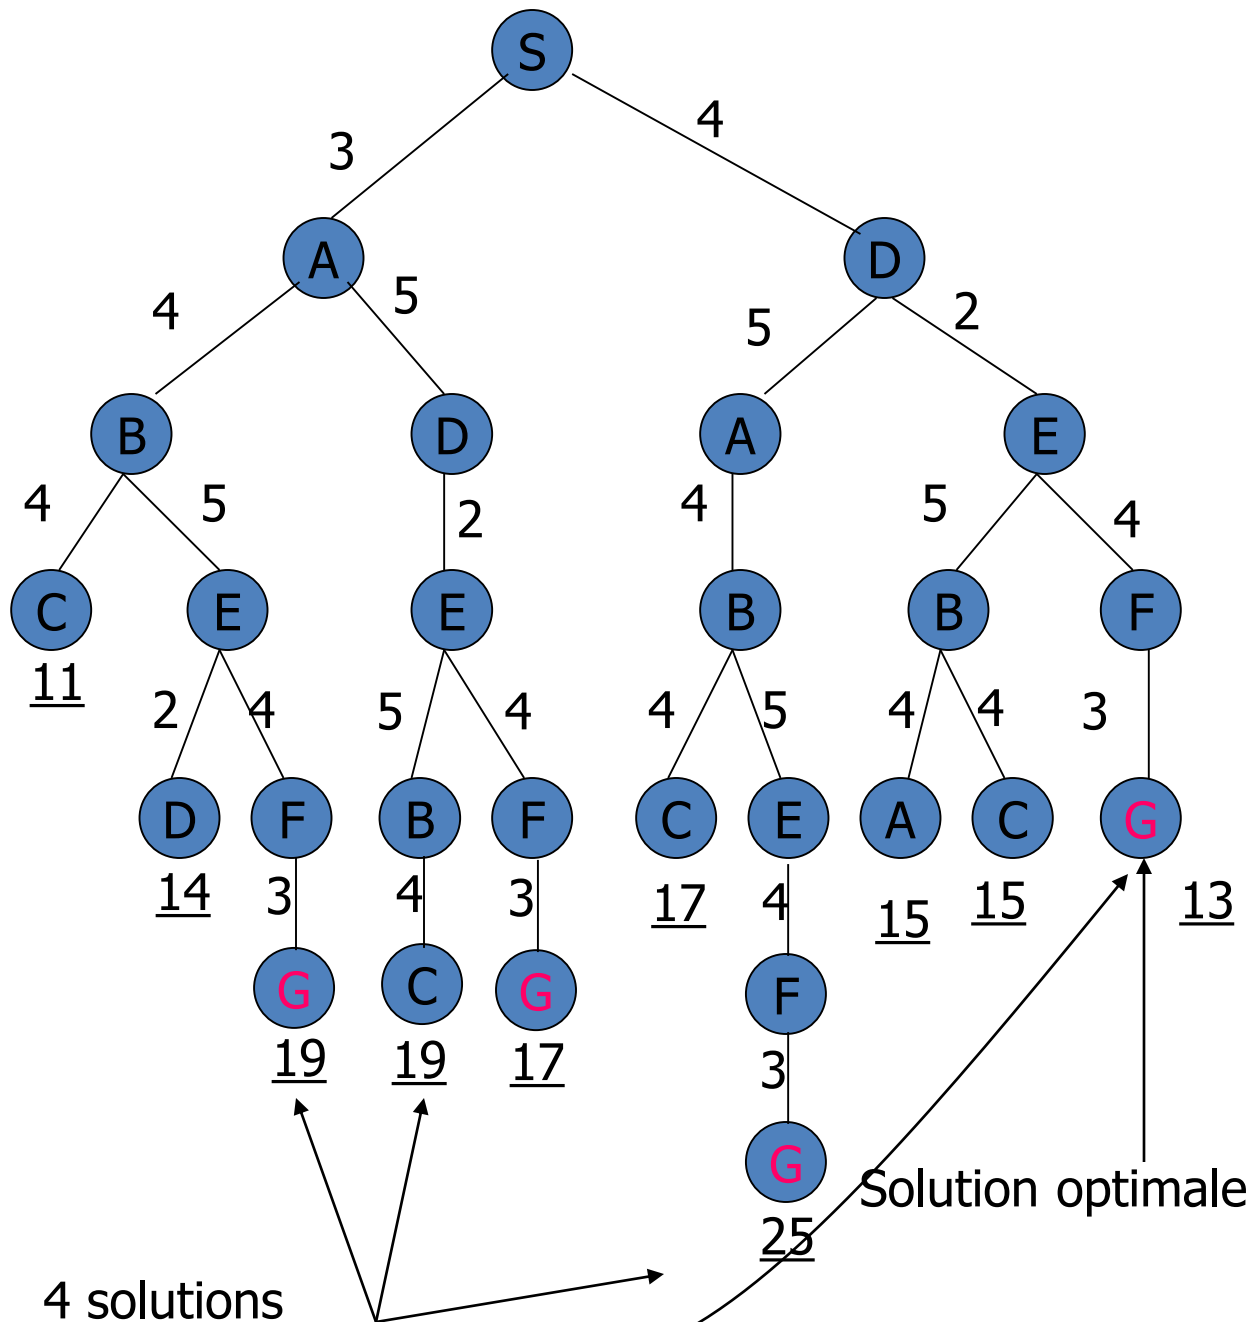 S
3 4
A D
4 5 5 2
B D A E
4 5 2 4 5 4
C E E B B F
11
2 4 5 4 4 5 4 4 3
D F B F C E A C G
14 17 15 15 13
3 4 3 4
G C G F
19 19 17
3
G
Solution optimale
25
4 solutions